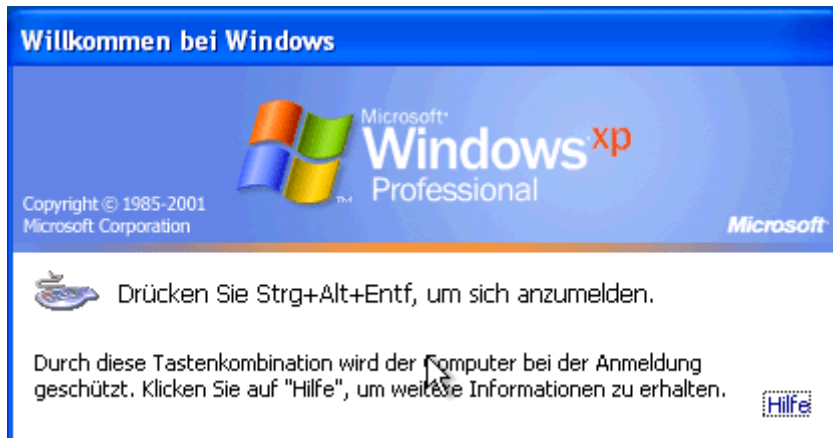 Willkommen bei Windows
Microsoft
Windows xp
Professional
TM
Copyright © 1985-2001
Microsoft Corporation
Microsoft
Drücken Sie Strg+Alt+Entf, um sich anzumelden.
Durch diese Tastenkombination wird der Computer bei der Anmeldung
geschützt. Klicken Sie auf "Hilfe", um weitere Informationen zu erhalten.
Hilfe